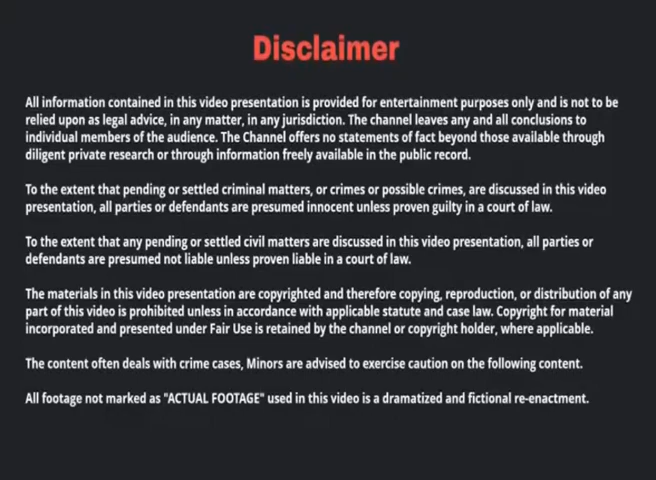 Disclaimer
All information contained in this video presentation is provided for entertainment purposes only and is not to be
relied upon as legal advice, in any matter, in any jurisdiction. The channel leaves any and all conclusions to
individual members of the audience. The Channel offers no statements of fact beyond those available through
diligent private research or through information freely available in the public record.
To the extent that pending or settled criminal matters, or crimes or possible crimes, are discussed in this video
presentation, all parties or defendants are presumed innocent unless proven guilty in a court of law.
To the extent that any pending or settled civil matters are discussed in this video presentation, all parties or
defendants are presumed not liable unless proven liable in a court of law.
The materials in this video presentation are copyrighted and therefore copying, reproduction, or distribution of any
part of this video is prohibited unless in accordance with applicable statute and case law. Copyright for material
incorporated and presented under Fair Use is retained by the channel or copyright holder, where applicable.
The content often deals with crime cases, Minors are advised to exercise caution on the following content.
All footage not marked as "ACTUAL FOOTAGE" used in this video is a dramatized and fictional re-enactment.